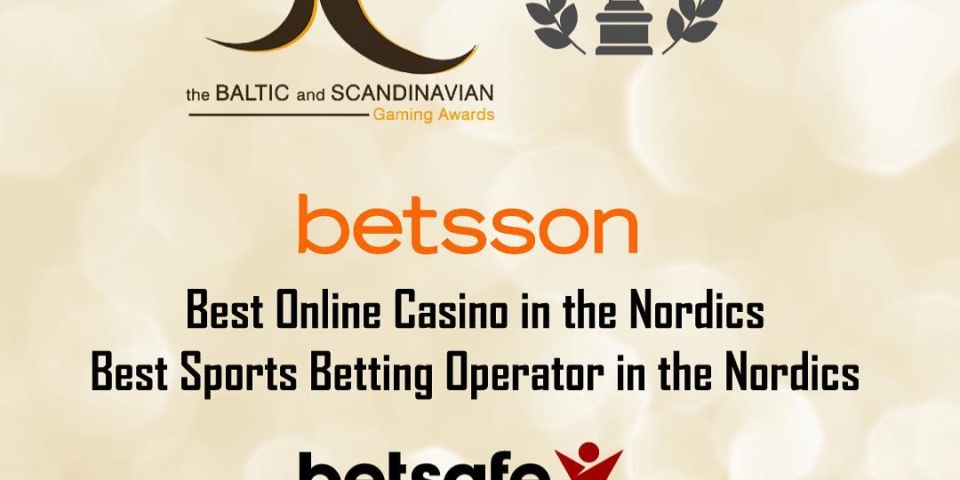 the BALTIC and SCANDINAVIAN
Gaming Awards
betsson
Best Online Casino in the Nordics
Best Sports Betting Operator in the Nordics
betsafe